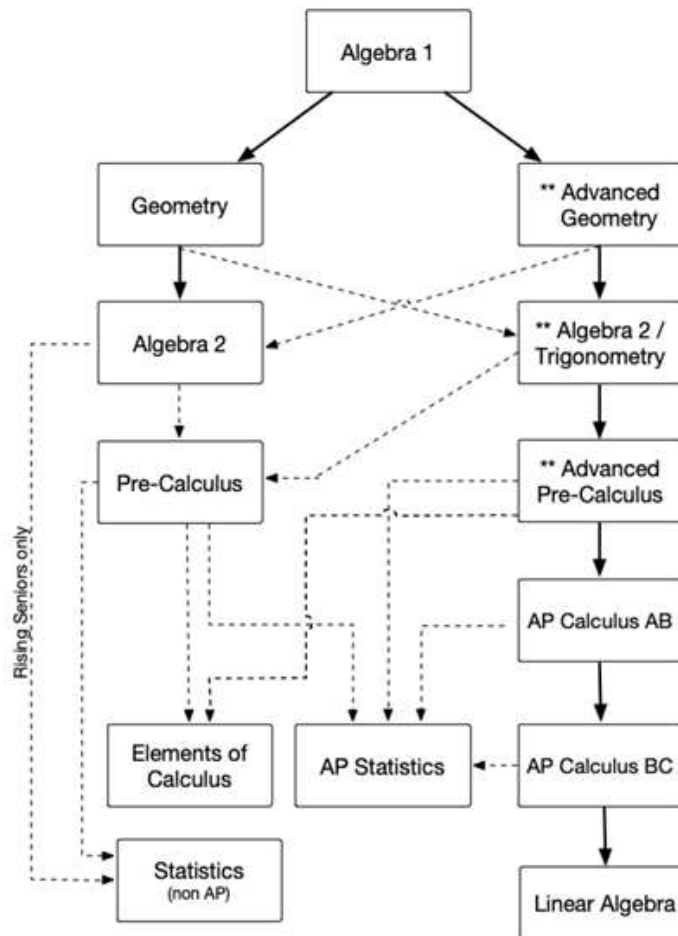 Algebra 1
Geometry
** Advanced
Geometry
Algebra 2
** Algebra 2 /
Trigonometry
Pre-Calculus
** Advanced
Pre-Calculus
Rising Seniors only
AP Calculus AB
Elements of
Calculus
AP Statistics
AP Calculus BC
Statistics
(non AP)
Linear Algebra